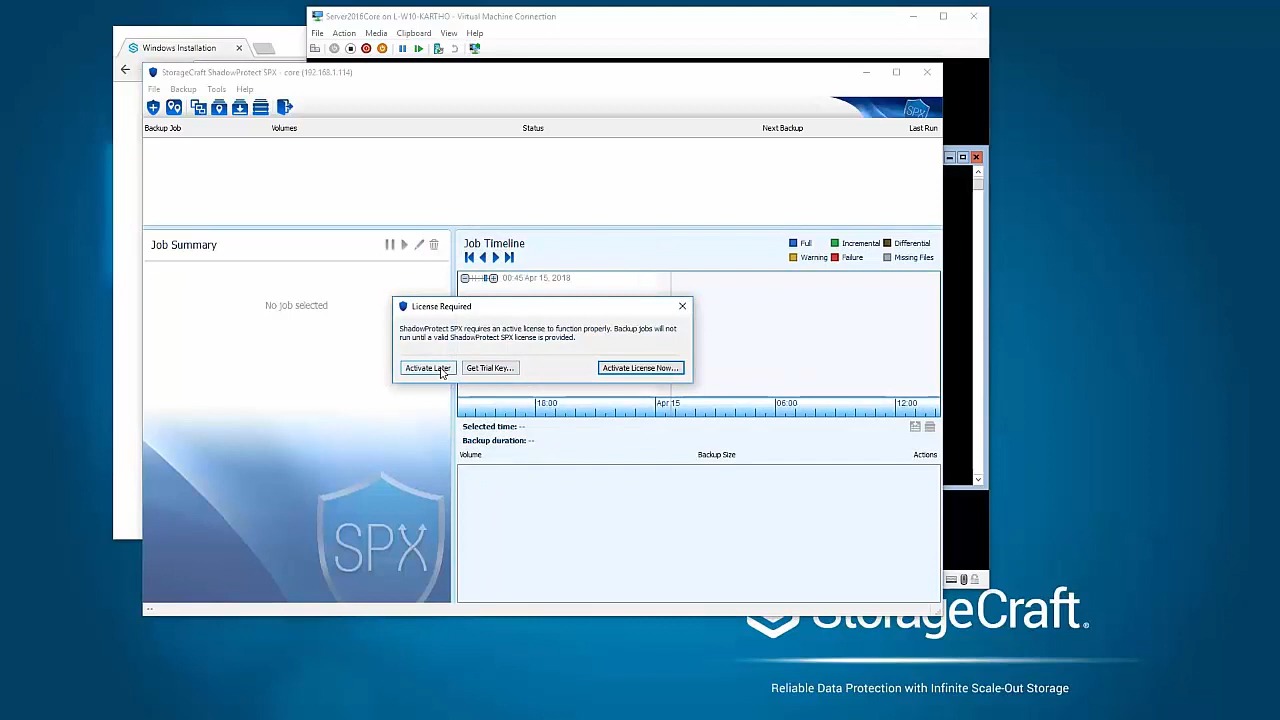 Server2016Core on L-W10-KARTHO - Virtual Machine Connection
File Action Media Clipboard View Help
Windows Installation
StorageCraft ShadowProtect SPX - core (192.168.1.114)
File Backup Tools Help
SPX
Backup Job Volumes Status Next Backup Last Run
Job Summary
No job selected
Job Timeline
Full Incremental Differential
Warning Failure Missing Files
00:45 Apr 15, 2018
License Required
ShadowProtect SPX requires an active license to function properly. Backup jobs will not
run until a valid ShadowProtect SPX license is provided.
Activate Later Get Trial Key... Activate License Now...
18:00 Apr 15 06:00 12:00
Selected time: --
Backup duration: --
Volume Backup Size Actions
SPX
--
StorageCraft®
Reliable Data Protection with Infinite Scale-Out Storage